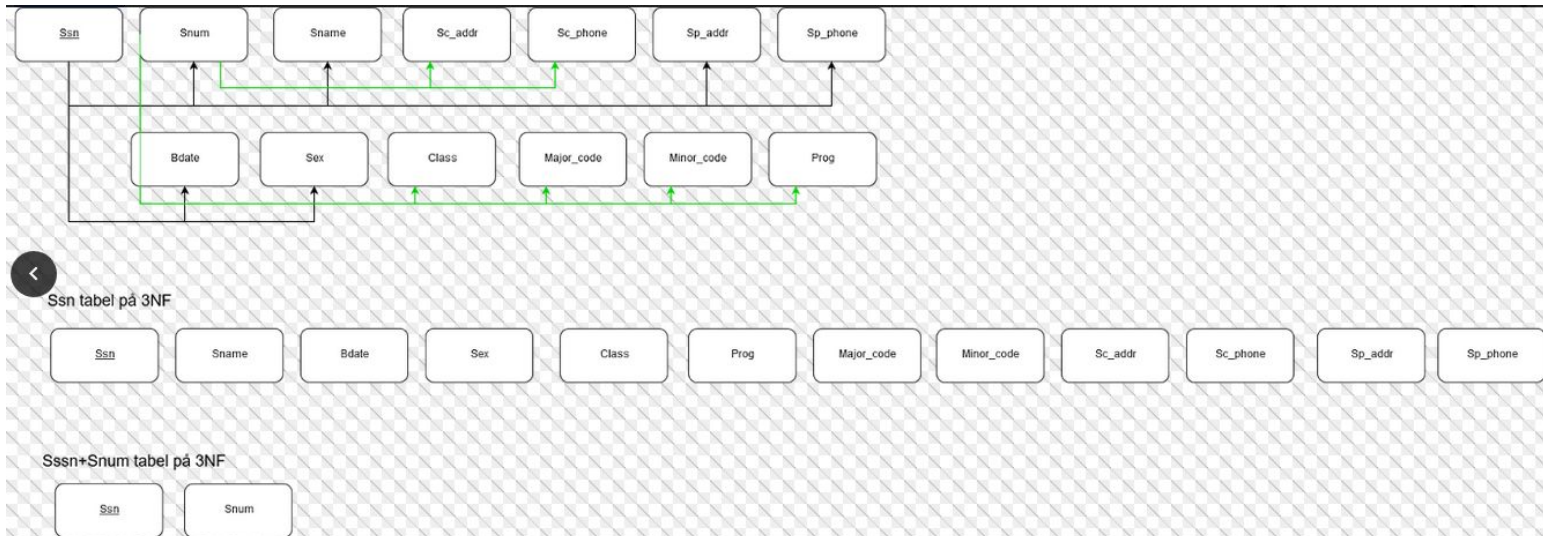 Ssn Snum Sname Sc_addr Sc_phone Sp_addr Sp_phone
Bdate Sex Class Major_code Minor_code Prog
Ssn tabel på 3NF
Ssn Sname Bdate Sex Class Prog Major_code Minor_code Sc_addr Sc_phone Sp_addr Sp_phone
Sssn+Snum tabel på 3NF
Ssn Snum